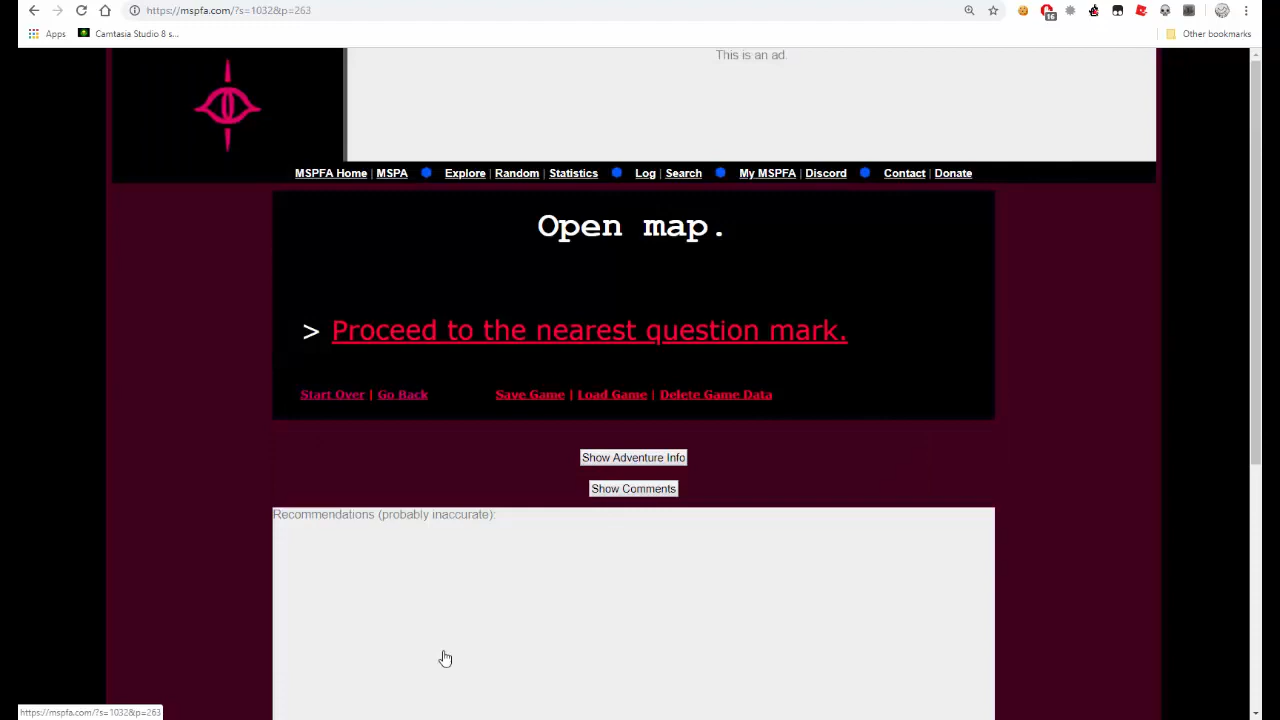 https://mspfa.com/?s=1032&p=263
16
Apps
Camtasia Studio 8 s...
Other bookmarks
This is an ad.
MSPFA Home | MSPA Explore | Random | Statistics Log | Search My MSPFA | Discord Contact | Donate
Open map.
> Proceed to the nearest question mark.
Start Over | Go Back Save Game | Load Game | Delete Game Data
Show Adventure Info
Show Comments
Recommendations (probably inaccurate):
https://mspfa.com/?s=1032&p=263